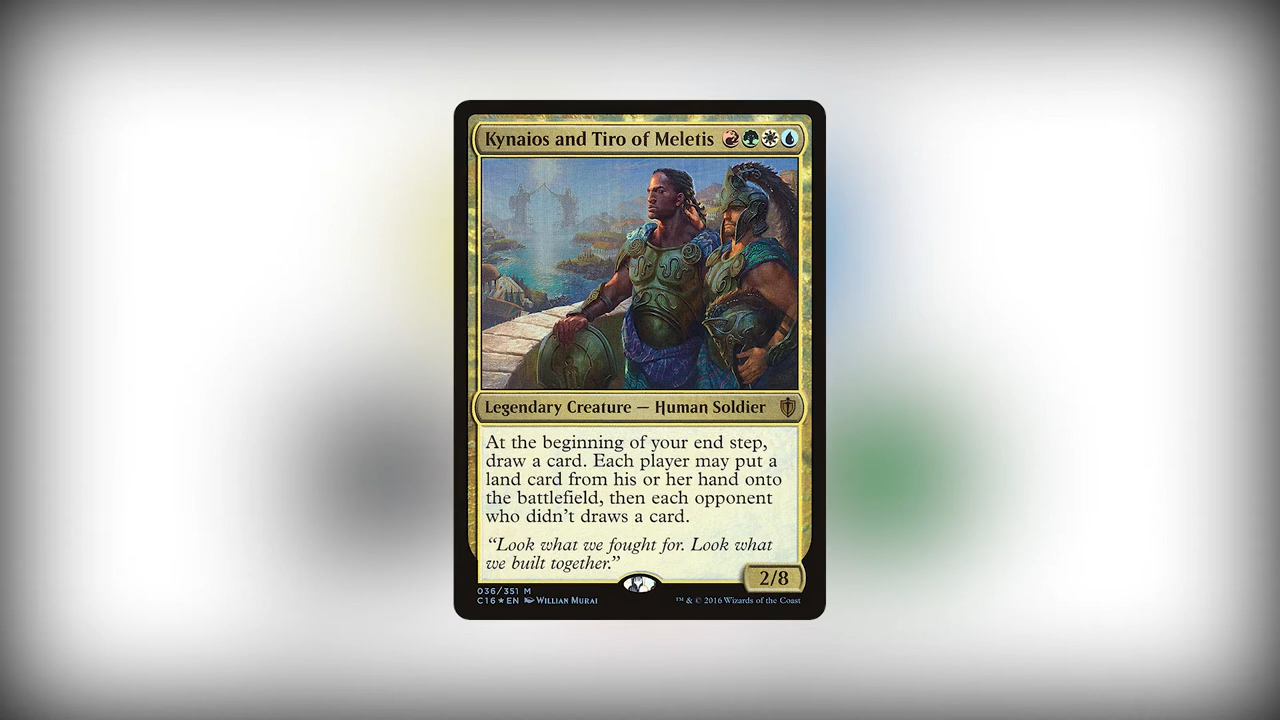 Kynaios and Tiro of Meletis
Legendary Creature — Human Soldier
At the beginning of your end step,
draw a card. Each player may put a
land card from his or her hand onto
the battlefield, then each opponent
who didn't draws a card.
“Look what we fought for. Look what
we built together.”
2/8
036/351 M
C16 ★ EN Willian Murai
™ & © 2016 Wizards of the Coast